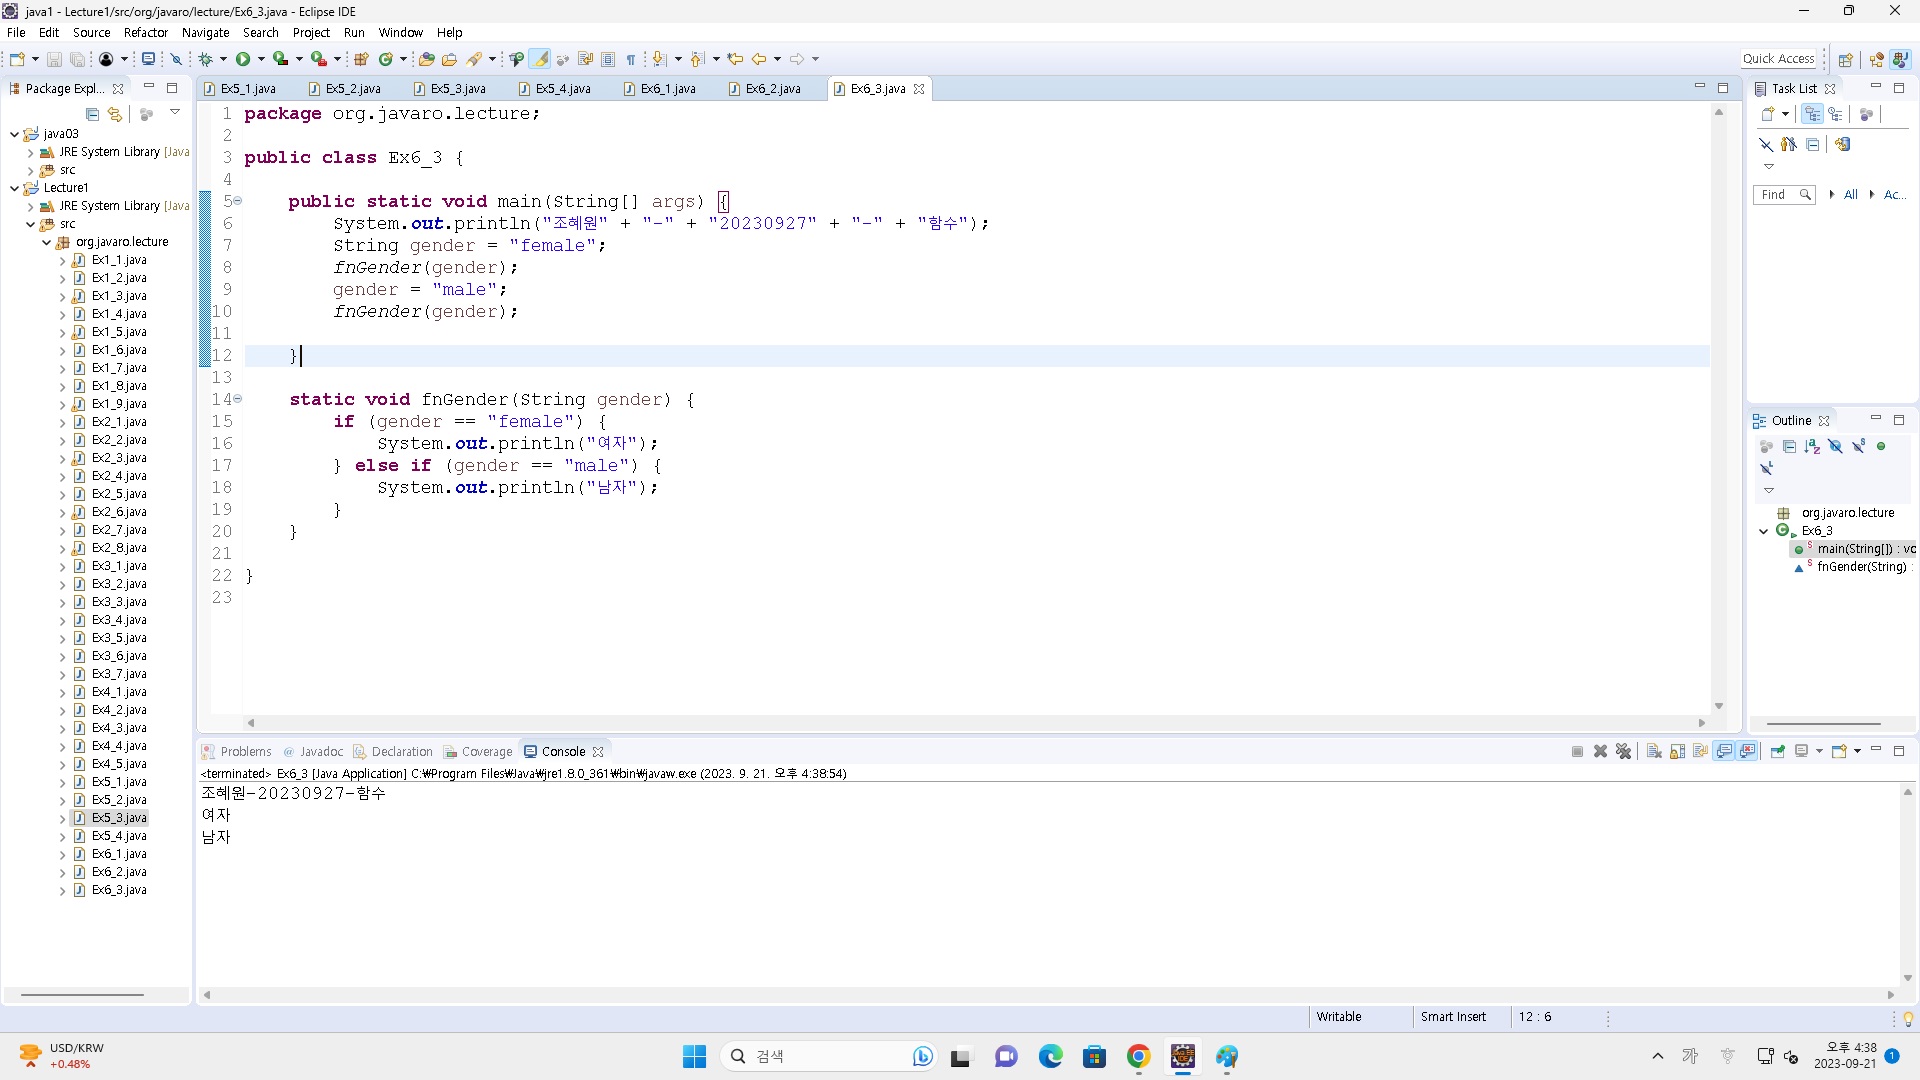 java1 - Lecture1/src/org/javaro/lecture/Ex6_3.java - Eclipse IDE
File Edit Source Refactor Navigate Search Project Run Window Help
Quick Access
Package Expl...
java03
JRE System Library [Java
src
Lecture1
JRE System Library [Java
src
org.javaro.lecture
Ex1_1.java
Ex1_2.java
Ex1_3.java
Ex1_4.java
Ex1_5.java
Ex1_6.java
Ex1_7.java
Ex1_8.java
Ex1_9.java
Ex2_1.java
Ex2_2.java
Ex2_3.java
Ex2_4.java
Ex2_5.java
Ex2_6.java
Ex2_7.java
Ex2_8.java
Ex3_1.java
Ex3_2.java
Ex3_3.java
Ex3_4.java
Ex3_5.java
Ex3_6.java
Ex3_7.java
Ex4_1.java
Ex4_2.java
Ex4_3.java
Ex4_4.java
Ex4_5.java
Ex5_1.java
Ex5_2.java
Ex5_3.java
Ex5_4.java
Ex6_1.java
Ex6_2.java
Ex6_3.java
Ex5_1.java Ex5_2.java Ex5_3.java Ex5_4.java Ex6_1.java Ex6_2.java Ex6_3.java
1 package org.javaro.lecture;
2
3 public class Ex6_3 {
4
5 public static void main(String[] args) {
6 System.out.println("조혜원" + "-" + "20230927" + "-" + "함수");
7 String gender = "female";
8 fnGender(gender);
9 gender = "male";
10 fnGender(gender);
11
12 }
13
14 static void fnGender(String gender) {
15 if (gender == "female") {
16 System.out.println("여자");
17 } else if (gender == "male") {
18 System.out.println("남자");
19 }
20 }
21
22 }
23
Task List
Find All Ac...
Outline
org.javaro.lecture
Ex6_3
main(String[]) : vo
fnGender(String) :
Problems @ Javadoc Declaration Coverage Console
<terminated> Ex6_3 [Java Application] C:₩Program Files₩Java₩jre1.8.0_361₩bin₩javaw.exe (2023. 9. 21. 오후 4:38:54)
조혜원-20230927-함수
여자
남자
Writable Smart Insert 12 : 6
USD/KRW
+0.48%
검색
가
오후 4:38
2023-09-21
1